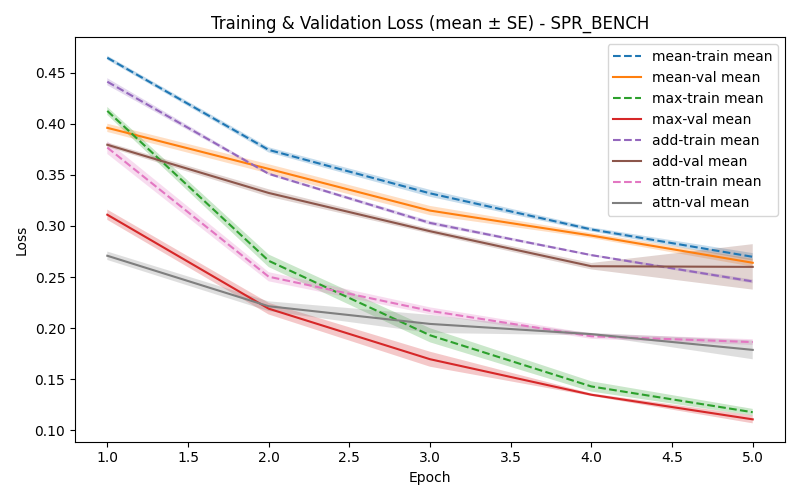 Training & Validation Loss (mean ± SE) - SPR_BENCH
mean-train mean
mean-val mean
max-train mean
max-val mean
add-train mean
add-val mean
attn-train mean
attn-val mean
Loss
0.45
0.40
0.35
0.30
0.25
0.20
0.15
0.10
1.0 1.5 2.0 2.5 3.0 3.5 4.0 4.5 5.0
Epoch